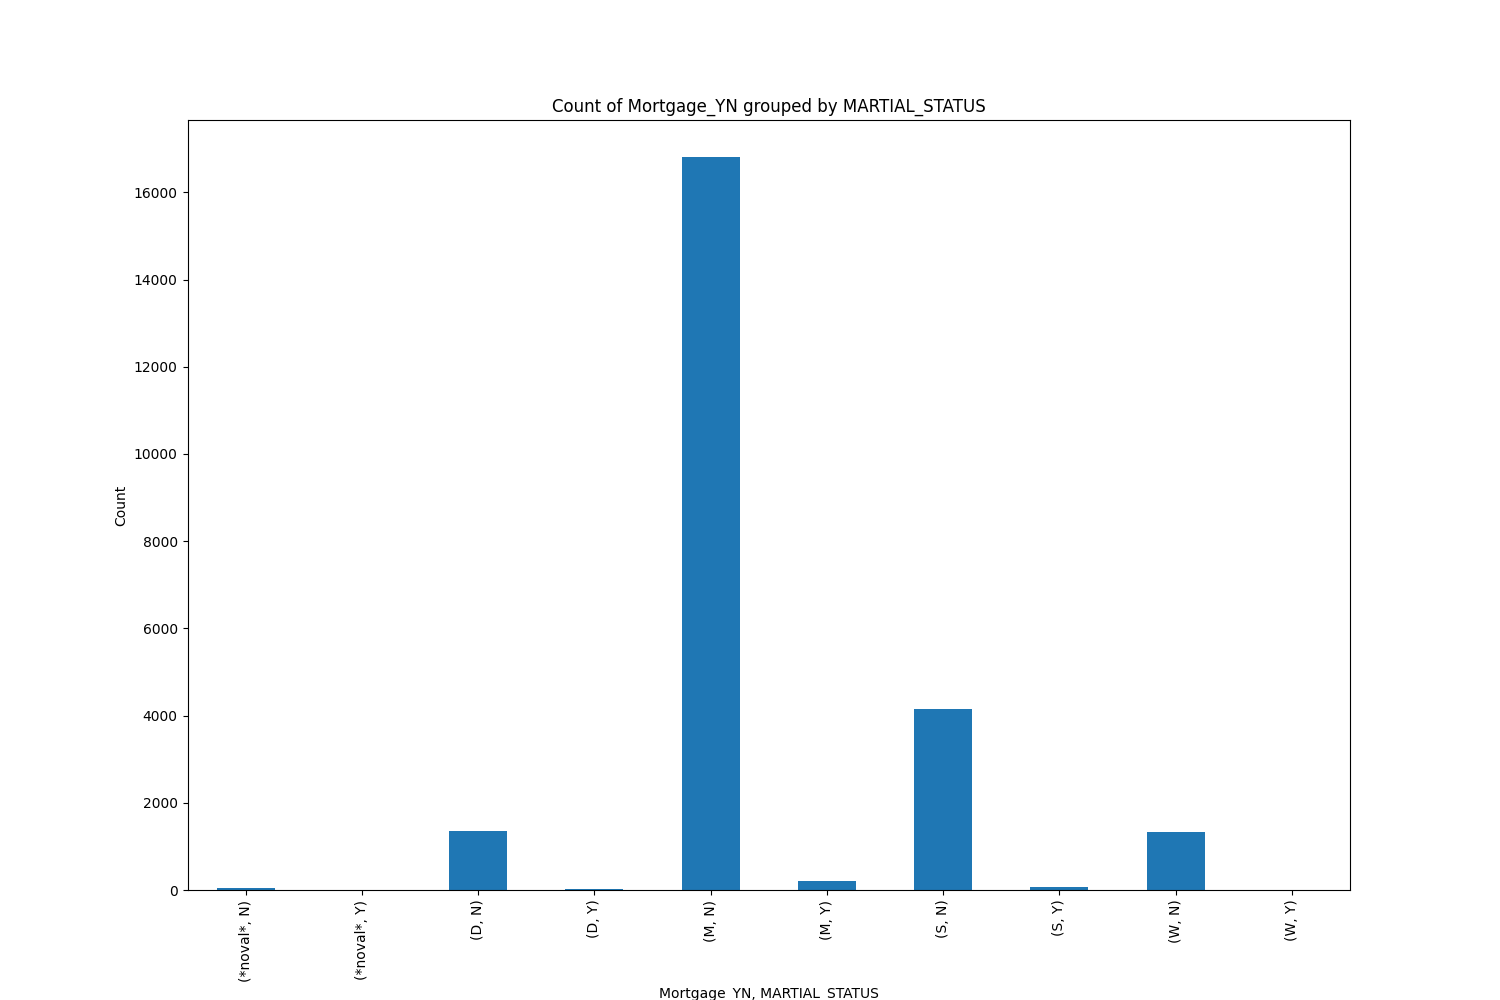 Count of Mortgage_YN grouped by MARTIAL_STATUS
16000
14000
12000
10000
8000
6000
4000
2000
0
Count
(*noval*, N)
(*noval*, Y)
(D, N)
(D, Y)
(M, N)
(M, Y)
(S, N)
(S, Y)
(W, N)
(W, Y)
Mortgage_YN, MARTIAL_STATUS